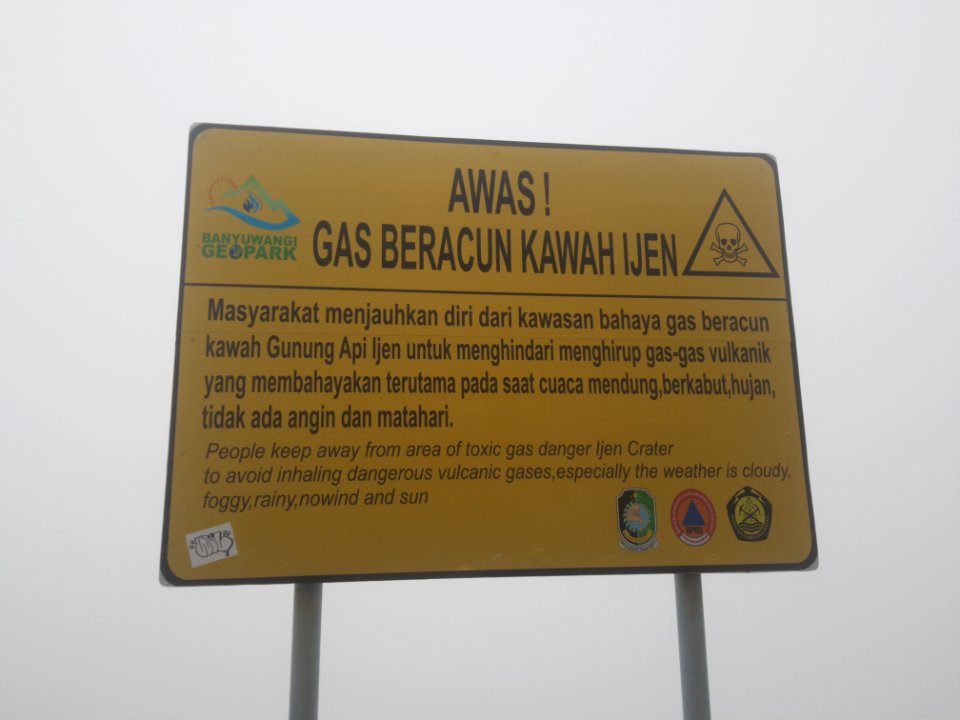 AWAS !
GAS BERACUN KAWAH IJEN
BANYUWANGI
GEOPARK
Masyarakat menjauhkan diri dari kawasan bahaya gas beracun
kawah Gunung Api Ijen untuk menghindari menghirup gas-gas vulkanik
yang membahayakan terutama pada saat cuaca mendung,berkabut,hujan,
tidak ada angin dan matahari.
People keep away from area of toxic gas danger Ijen Crater
to avoid inhaling dangerous vulcanic gases,especially the weather is cloudy,
foggy,rainy,nowind and sun
BPBD